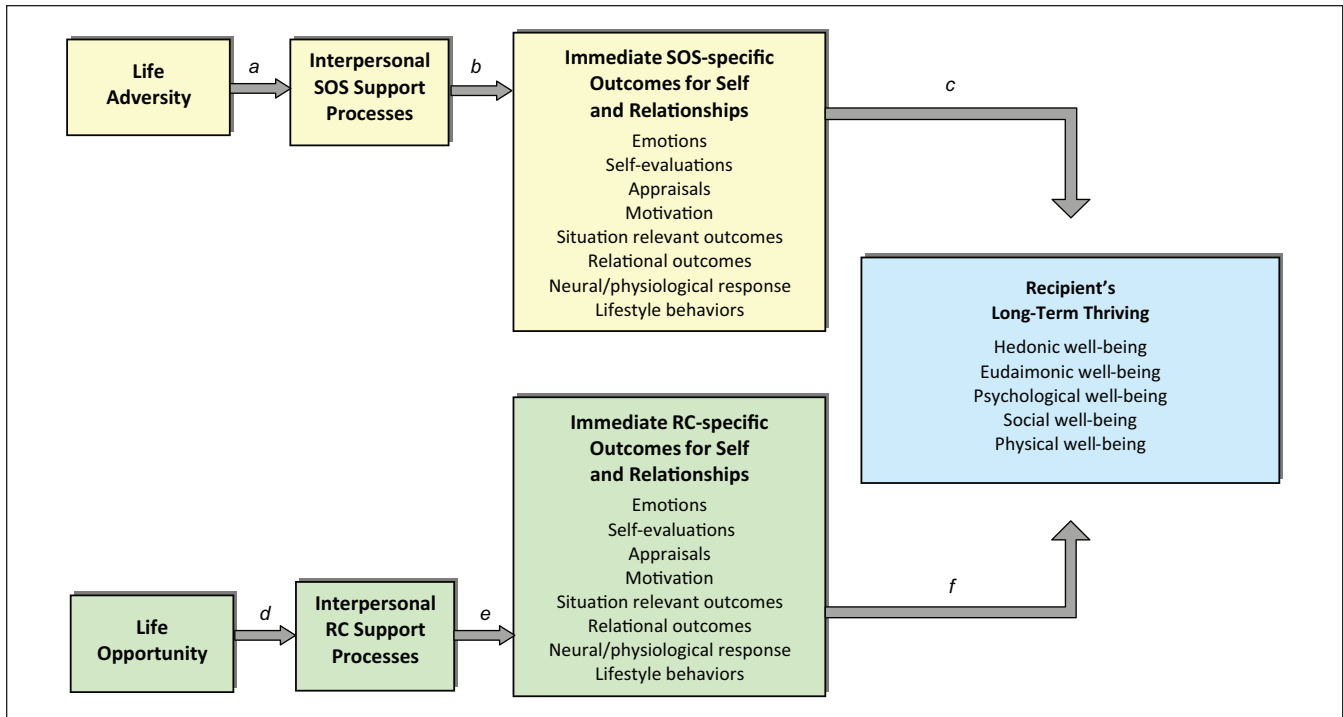 Life
Adversity
a
Interpersonal
SOS Support
Processes
b
Immediate SOS-specific
Outcomes for Self
and Relationships
Emotions
Self-evaluations
Appraisals
Motivation
Situation relevant outcomes
Relational outcomes
Neural/physiological response
Lifestyle behaviors
c
Recipient's
Long-Term Thriving
Hedonic well-being
Eudaimonic well-being
Psychological well-being
Social well-being
Physical well-being
Life
Opportunity
d
Interpersonal
RC Support
Processes
e
Immediate RC-specific
Outcomes for Self
and Relationships
Emotions
Self-evaluations
Appraisals
Motivation
Situation relevant outcomes
Relational outcomes
Neural/physiological response
Lifestyle behaviors
f